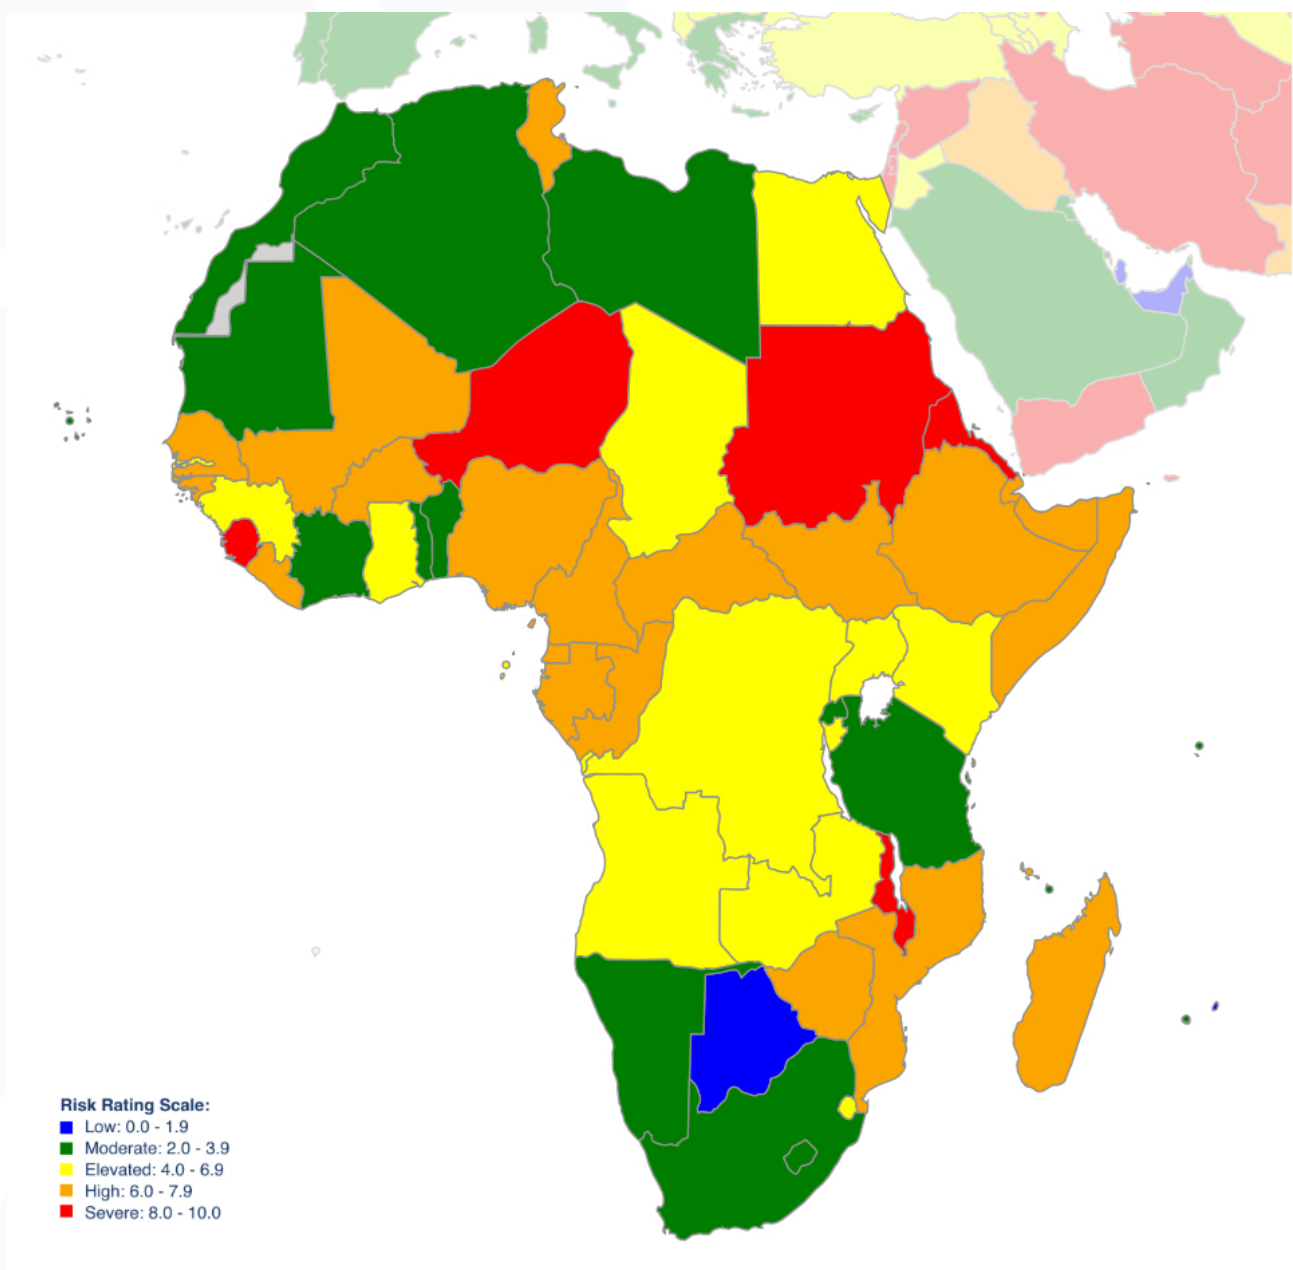 Risk Rating Scale:
Low: 0.0 - 1.9
Moderate: 2.0 - 3.9
Elevated: 4.0 - 6.9
High: 6.0 - 7.9
Severe: 8.0 - 10.0